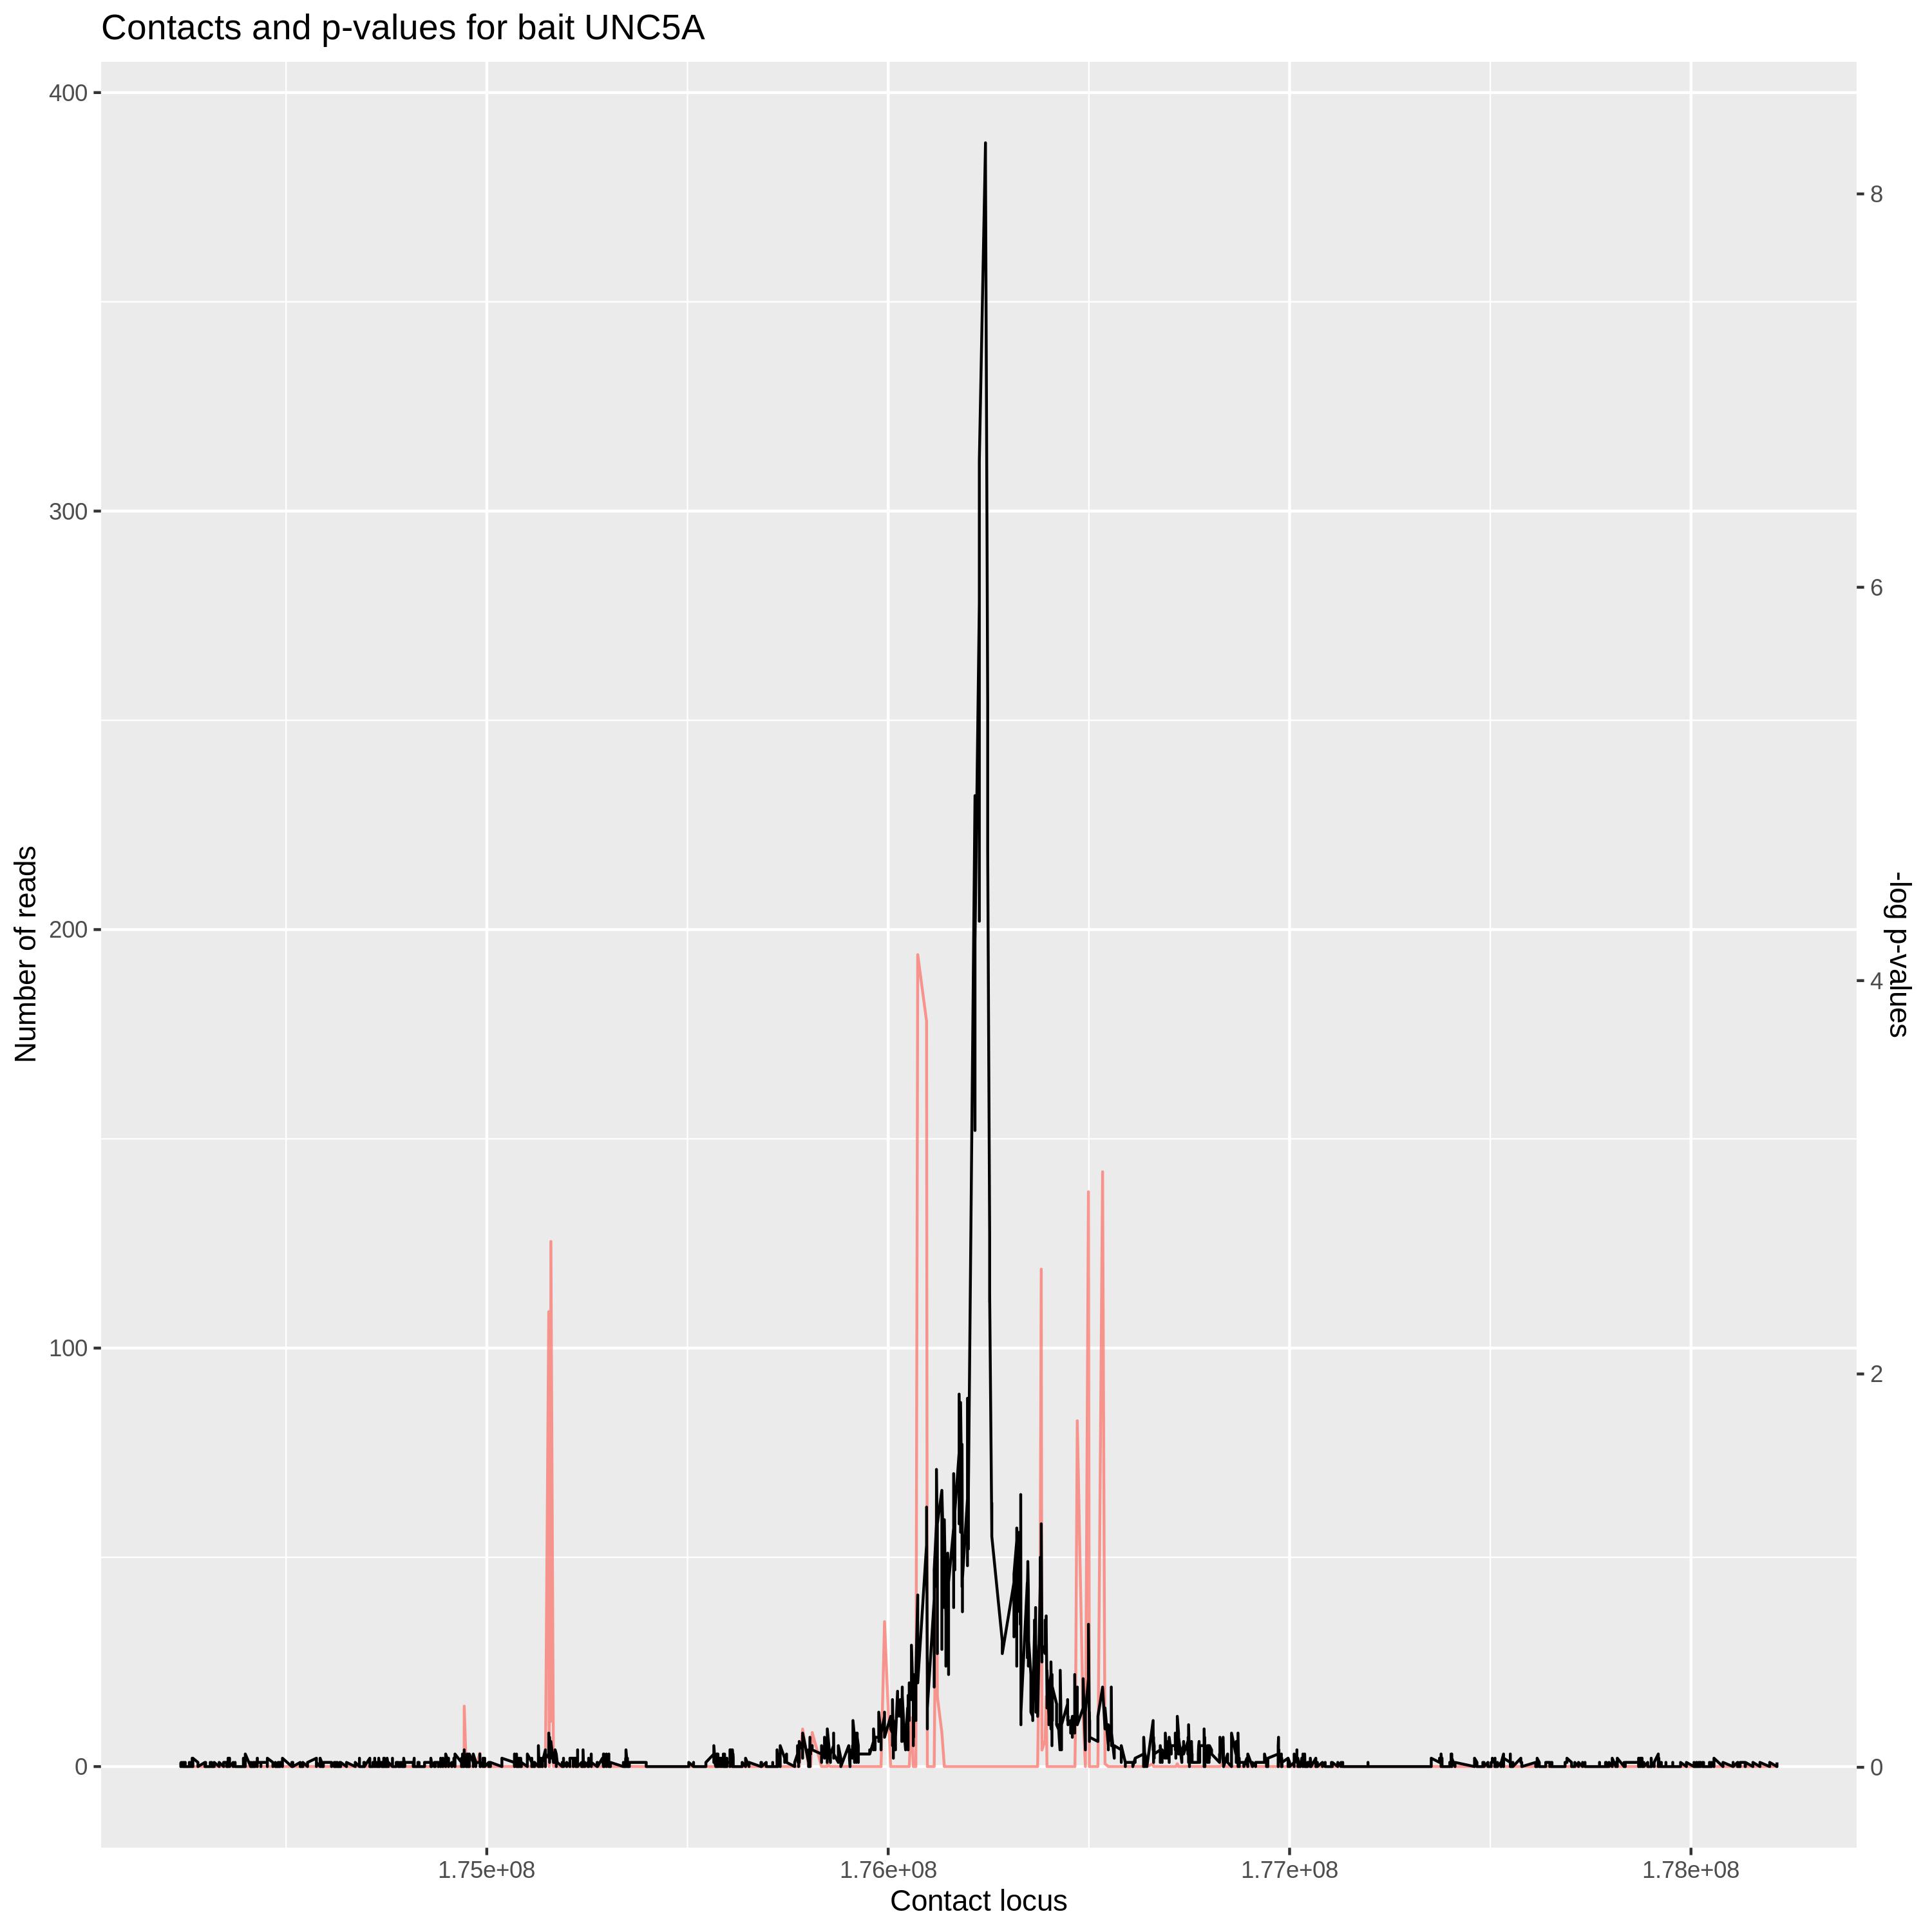 Contacts and p-values for bait UNC5A
400
300
200
100
0
Number of reads
8
6
4
2
0
-log p-values
1.75e+08
1.76e+08
1.77e+08
1.78e+08
Contact locus